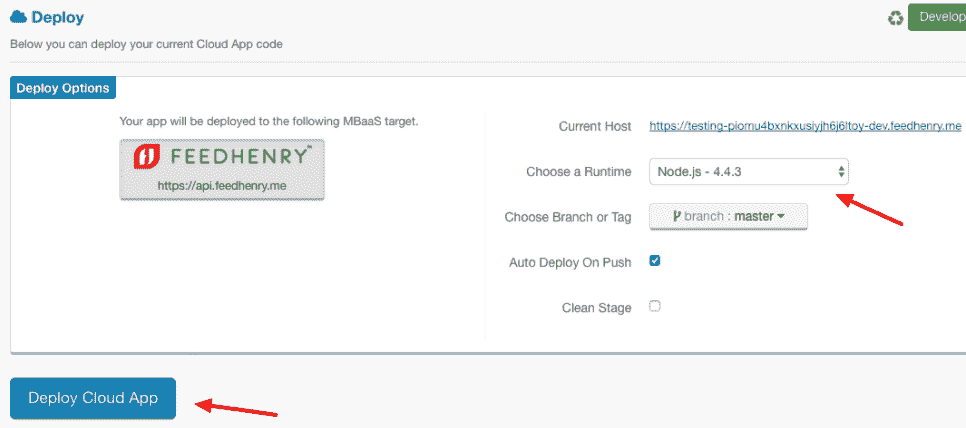 Deploy
Develop
Below you can deploy your current Cloud App code
Deploy Options
Your app will be deployed to the following MBaaS target.
FEEDHENRY™
https://api.feedhenry.me
Current Host
https://testing-piomu4bxnkxusiyjh6j6ltoy-dev.feedhenry.me
Choose a Runtime
Node.js - 4.4.3
Choose Branch or Tag
branch : master
Auto Deploy On Push
Clean Stage
Deploy Cloud App